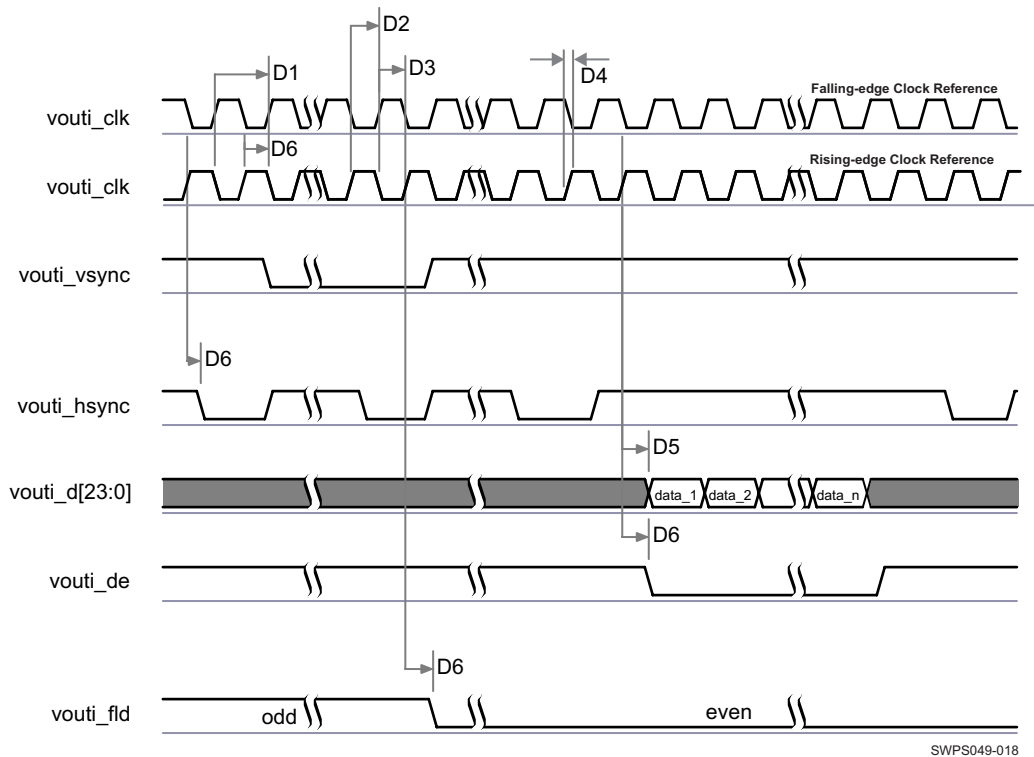 D2
D3
D1
D4
Falling-edge Clock Reference
vouti_clk
D6
Rising-edge Clock Reference
vouti_clk
vouti_vsync
D6
vouti_hsync
D5
vouti_d[23:0]
data_1 data_2 data_n
D6
vouti_de
D6
vouti_fld
odd even
SWPS049-018